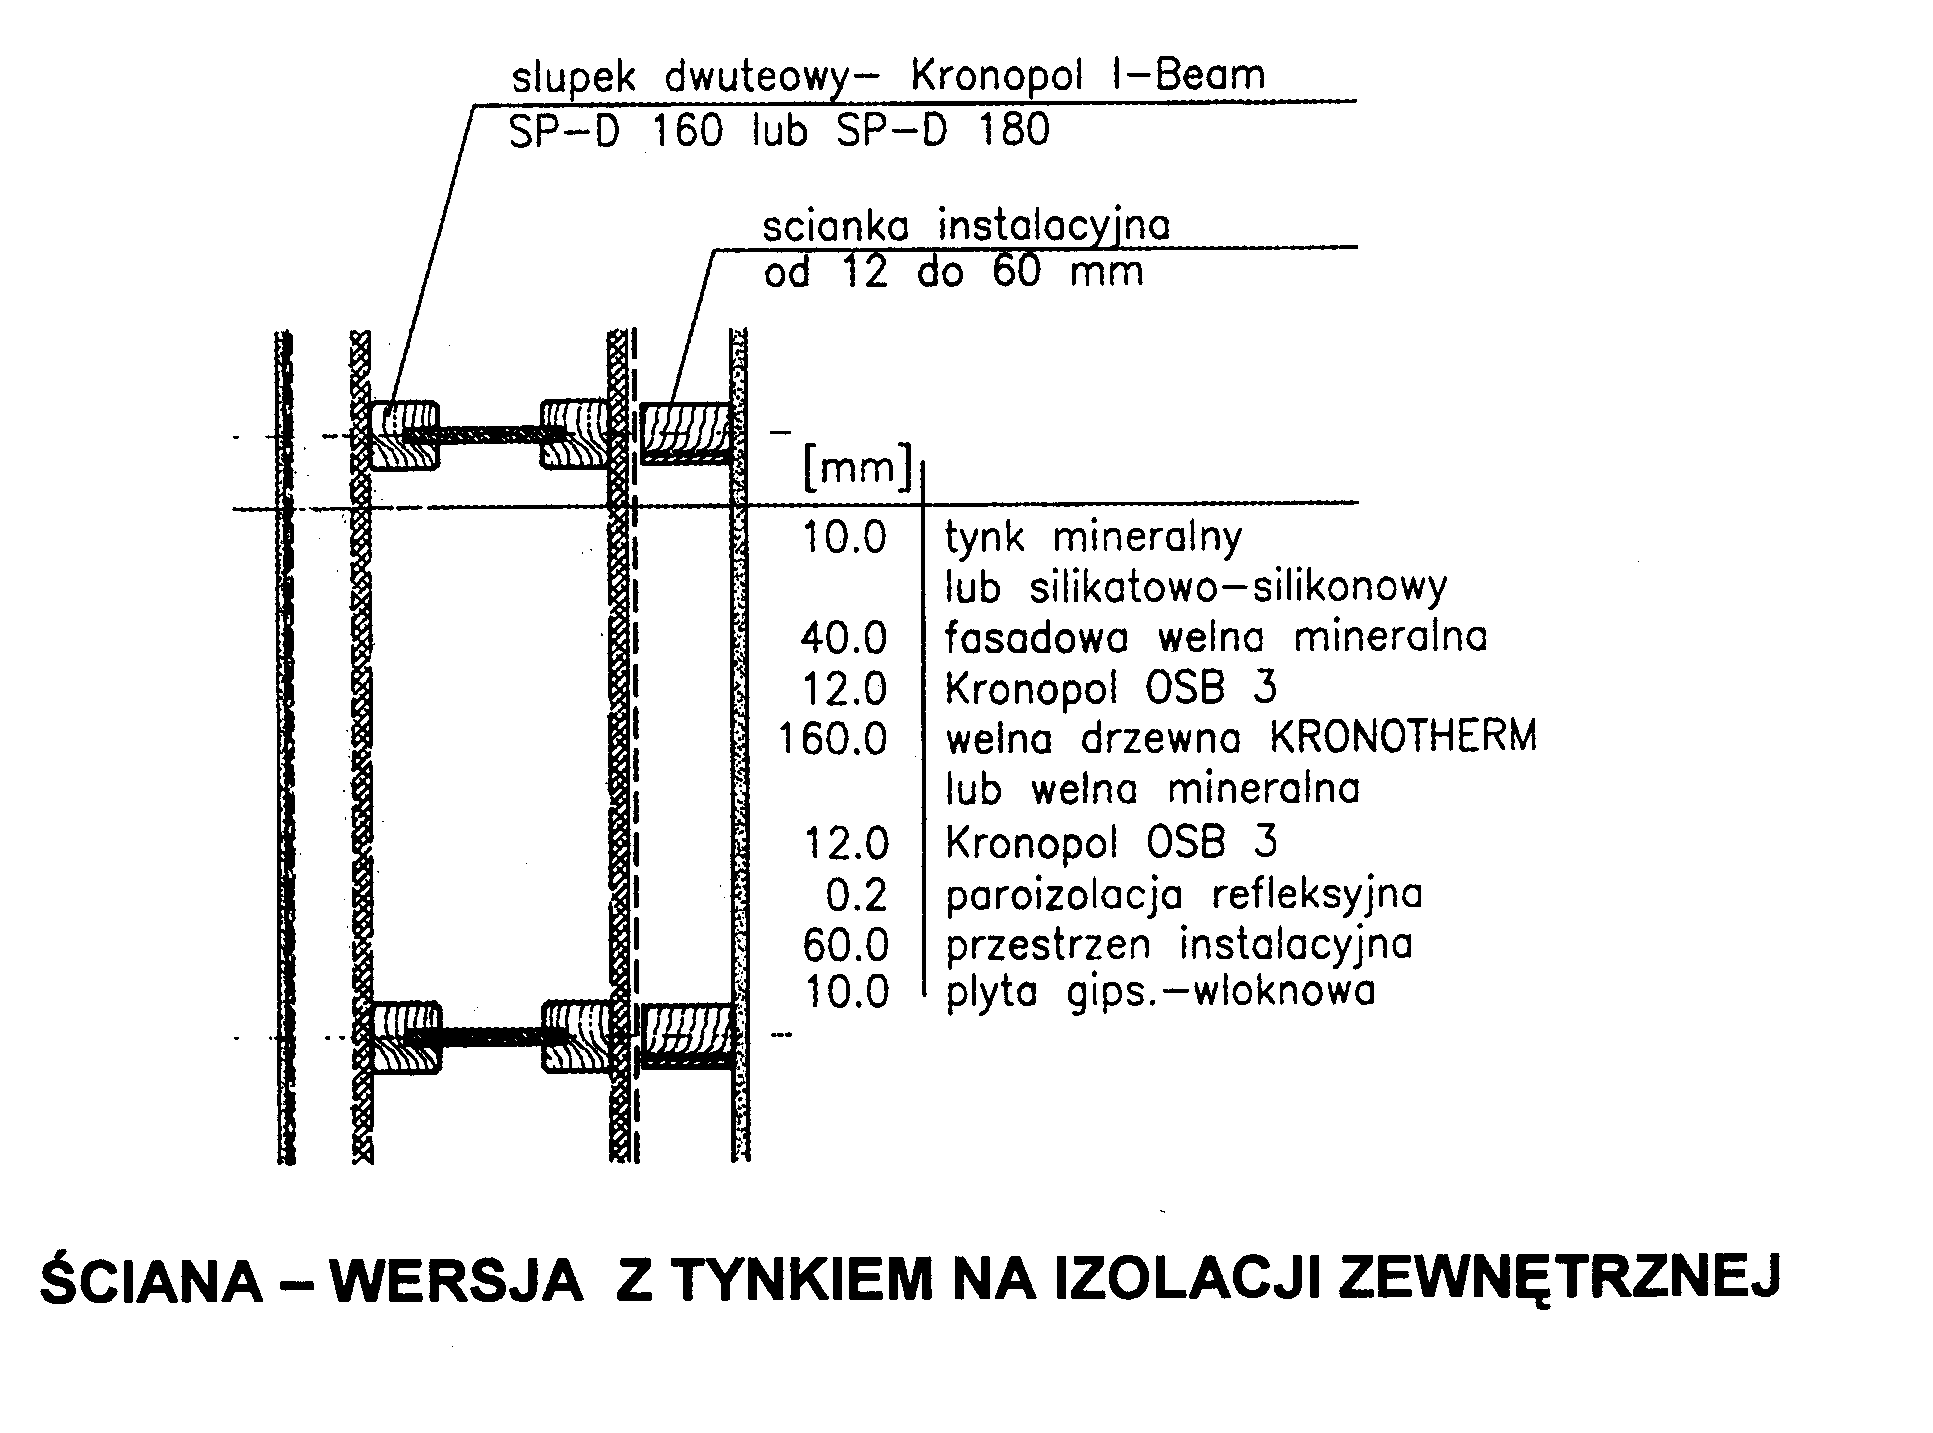 slupek dwuteowy- Kronopol I-Beam
SP-D 160 lub SP-D 180
scianka instalacyjna
od 12 do 60 mm
[mm]
10.0 tynk mineralny
lub silikatowo-silikonowy
40.0 fasadowa welna mineralna
12.0 Kronopol OSB 3
160.0 welna drzewna KRONOTHERM
lub welna mineralna
12.0 Kronopol OSB 3
0.2 paroizolacja refleksyjna
60.0 przestrzen instalacyjna
10.0 plyta gips.-wloknowa
ŚCIANA – WERSJA Z TYNKIEM NA IZOLACJI ZEWNĘTRZNEJ